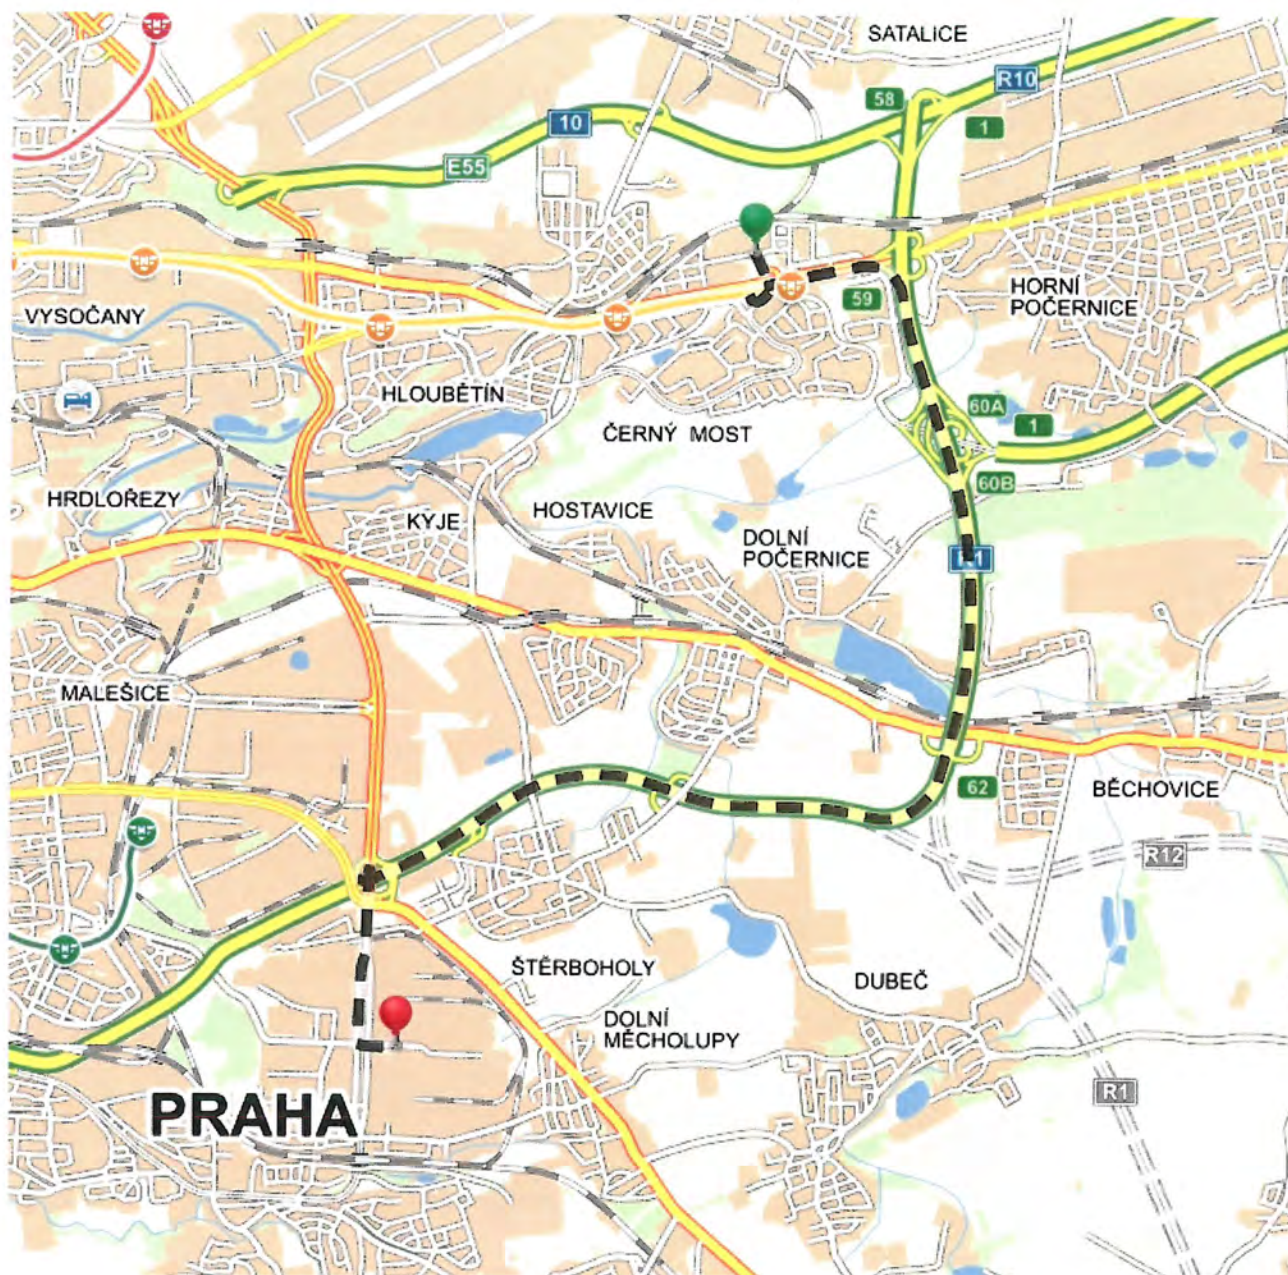 SATALICE
R10
58
1
10
E55
59
HORNÍ
POČERNICE
VYSOČANY
HLOUBĚTÍN
60A
1
ČERNÝ MOST
60B
HRDLOŘEZY
KYJE
HOSTAVICE
DOLNÍ
POČERNICE
R1
MALEŠICE
62
BĚCHOVICE
R12
ŠTĚRBOHOLY
DUBEČ
DOLNÍ
MĚCHOLUPY
R1
PRAHA